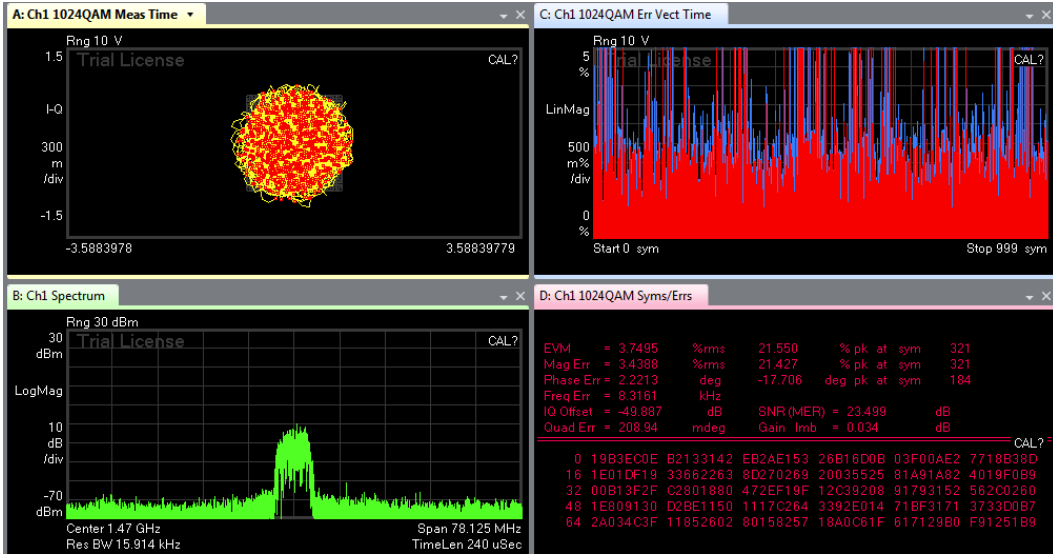 A: Ch1 1024QAM Meas Time
Rng 10 V
1.5
Trial License
CAL?
I-Q
300
m
/div
-1.5
-3.5883978
3.58839779
C: Ch1 1024QAM Err Vect Time
Rng 10 V
5
%
Trial License
CAL?
LinMag
500
m%
/div
0
%
Start 0 sym
Stop 999 sym
B: Ch1 Spectrum
Rng 30 dBm
30
dBm
Trial License
CAL?
LogMag
10
dB
/div
-70
dBm
Center 1.47 GHz
Span 78.125 MHz
Res BW 15.914 kHz
TimeLen 240 uSec
D: Ch1 1024QAM Syms/Errs
EVM = 3.7495 %rms 21.550 % pk at sym 321
Mag Err = 3.4388 %rms 21.427 % pk at sym 321
Phase Err = 2.2213 deg -17.706 deg pk at sym 184
Freq Err = 8.3161 kHz
IQ Offset = -49.887 dB SNR(MER) = 23.499 dB
Quad Err = 208.94 mdeg Gain Imb = 0.034 dB
CAL?
0 19B3EC0E B2133142 EB2AE153 26B16D0B 03F00AE2 7718B38D
16 1E01DF19 33662263 8D270269 20035525 81A91A82 4019F0B9
32 00B13F2F C2801880 472EF19F 12C39208 91793152 562C0260
48 1E809130 D2BE1150 1117C264 3392E014 71BF3171 3733D0B7
64 2A034C3F 11852602 80158257 18A0C61F 617129B0 F91251B9